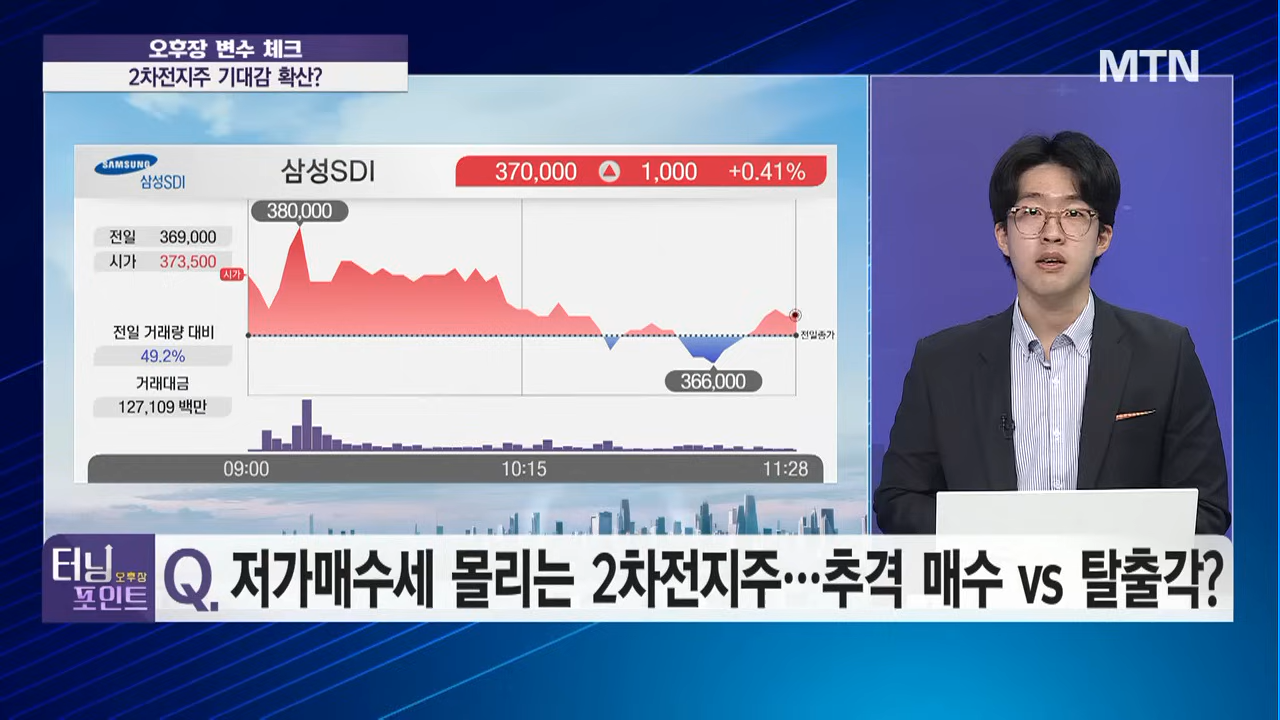 오후장 변수 체크
2차전지주 기대감 확산?
MTN
SAMSUNG
삼성SDI
삼성SDI
370,000 1,000 +0.41%
380,000
전일 369,000
시가 373,500
시가
전일 거래량 대비
49.2%
전일종가
거래대금
127,109 백만
366,000
09:00 10:15 11:28
터닝
오후장
포인트
Q. 저가매수세 몰리는 2차전지주…추격 매수 vs 탈출각?